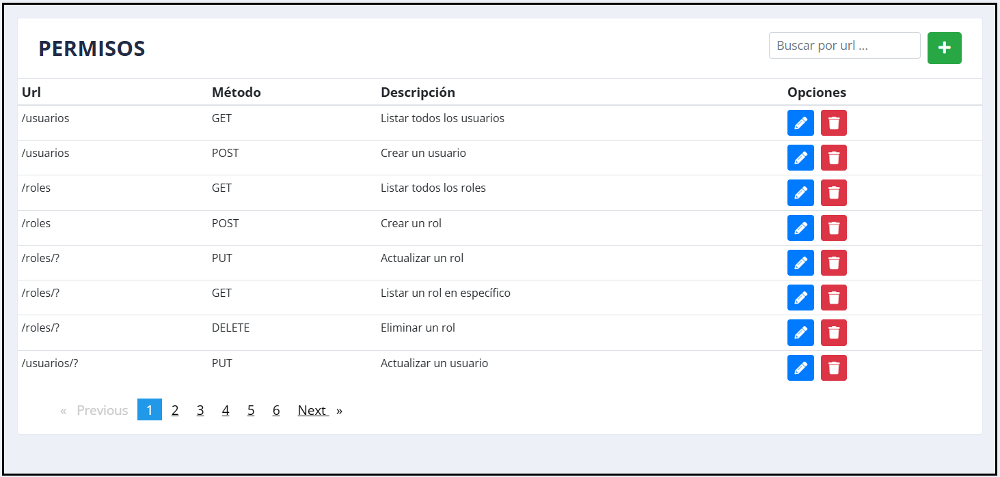 PERMISOS
Buscar por url ...
Url Método Descripción Opciones
/usuarios GET Listar todos los usuarios
/usuarios POST Crear un usuario
/roles GET Listar todos los roles
/roles POST Crear un rol
/roles/? PUT Actualizar un rol
/roles/? GET Listar un rol en específico
/roles/? DELETE Eliminar un rol
/usuarios/? PUT Actualizar un usuario
« Previous 1 2 3 4 5 6 Next »